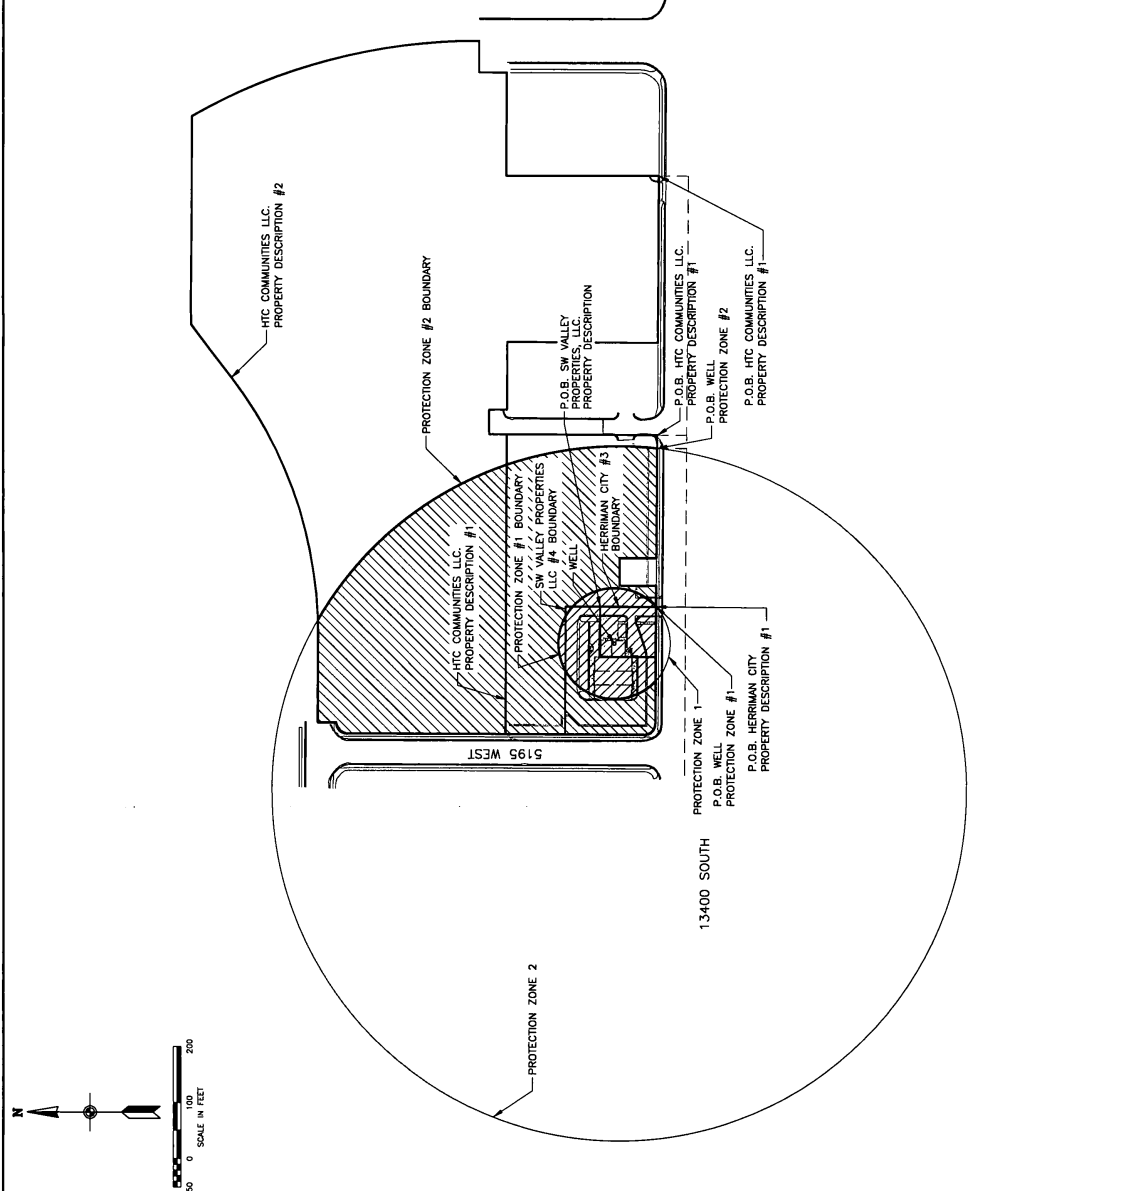 HTC COMMUNITIES LLC.
PROPERTY DESCRIPTION #2
PROTECTION ZONE #2 BOUNDARY
P.O.B. SW VALLEY
PROPERTIES, LLC.
PROPERTY DESCRIPTION
P.O.B. HTC COMMUNITIES LLC.
PROPERTY DESCRIPTION #1
P.O.B. WELL
PROTECTION ZONE #2
P.O.B. HTC COMMUNITIES LLC.
PROPERTY DESCRIPTION #1
HTC COMMUNITIES LLC.
PROPERTY DESCRIPTION #1
PROTECTION ZONE #1 BOUNDARY
SW VALLEY PROPERTIES
LLC #4 BOUNDARY
WELL
HERRIMAN CITY #3
BOUNDARY
5195 WEST
PROTECTION ZONE 1
P.O.B. WELL
PROTECTION ZONE #1
P.O.B. HERRIMAN CITY
PROPERTY DESCRIPTION #1
13400 SOUTH
PROTECTION ZONE 2
N
50 0 100 200
SCALE IN FEET